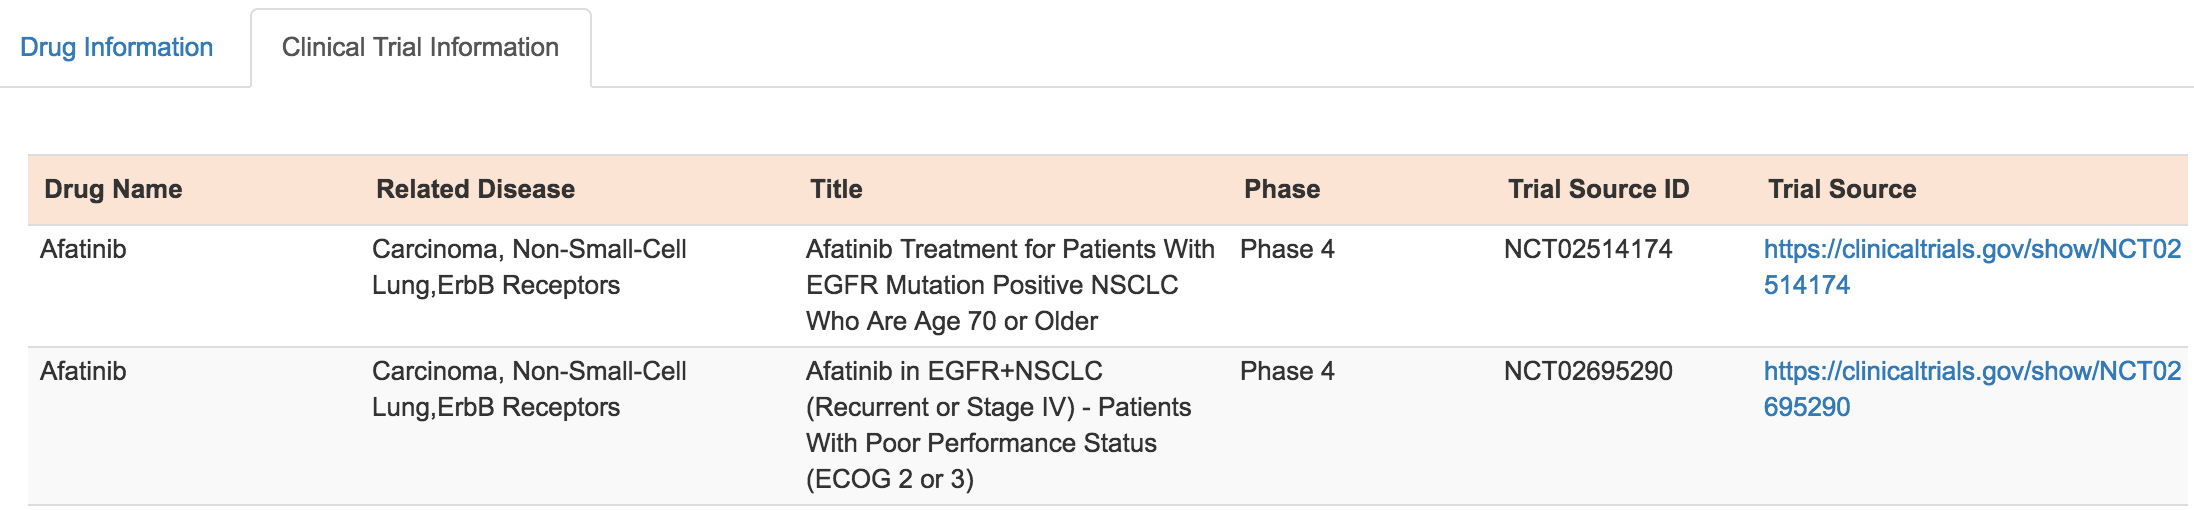 Drug Information Clinical Trial Information
Drug Name Related Disease Title Phase Trial Source ID Trial Source
Afatinib Carcinoma, Non-Small-Cell Afatinib Treatment for Patients With Phase 4 NCT02514174 https://clinicaltrials.gov/show/NCT02
Lung,ErbB Receptors EGFR Mutation Positive NSCLC 514174
Who Are Age 70 or Older
Afatinib Carcinoma, Non-Small-Cell Afatinib in EGFR+NSCLC Phase 4 NCT02695290 https://clinicaltrials.gov/show/NCT02
Lung,ErbB Receptors (Recurrent or Stage IV) - Patients 695290
With Poor Performance Status
(ECOG 2 or 3)